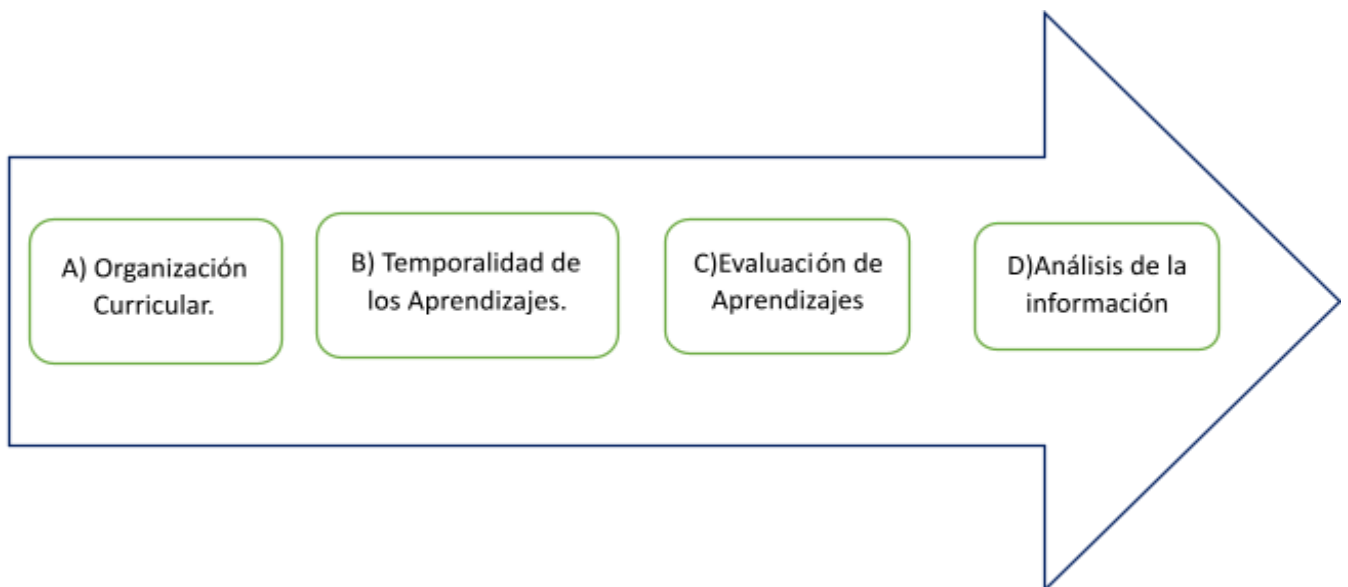 A) Organización
Curricular.
B) Temporalidad de
los Aprendizajes.
C)Evaluación de
Aprendizajes
D)Análisis de la
información